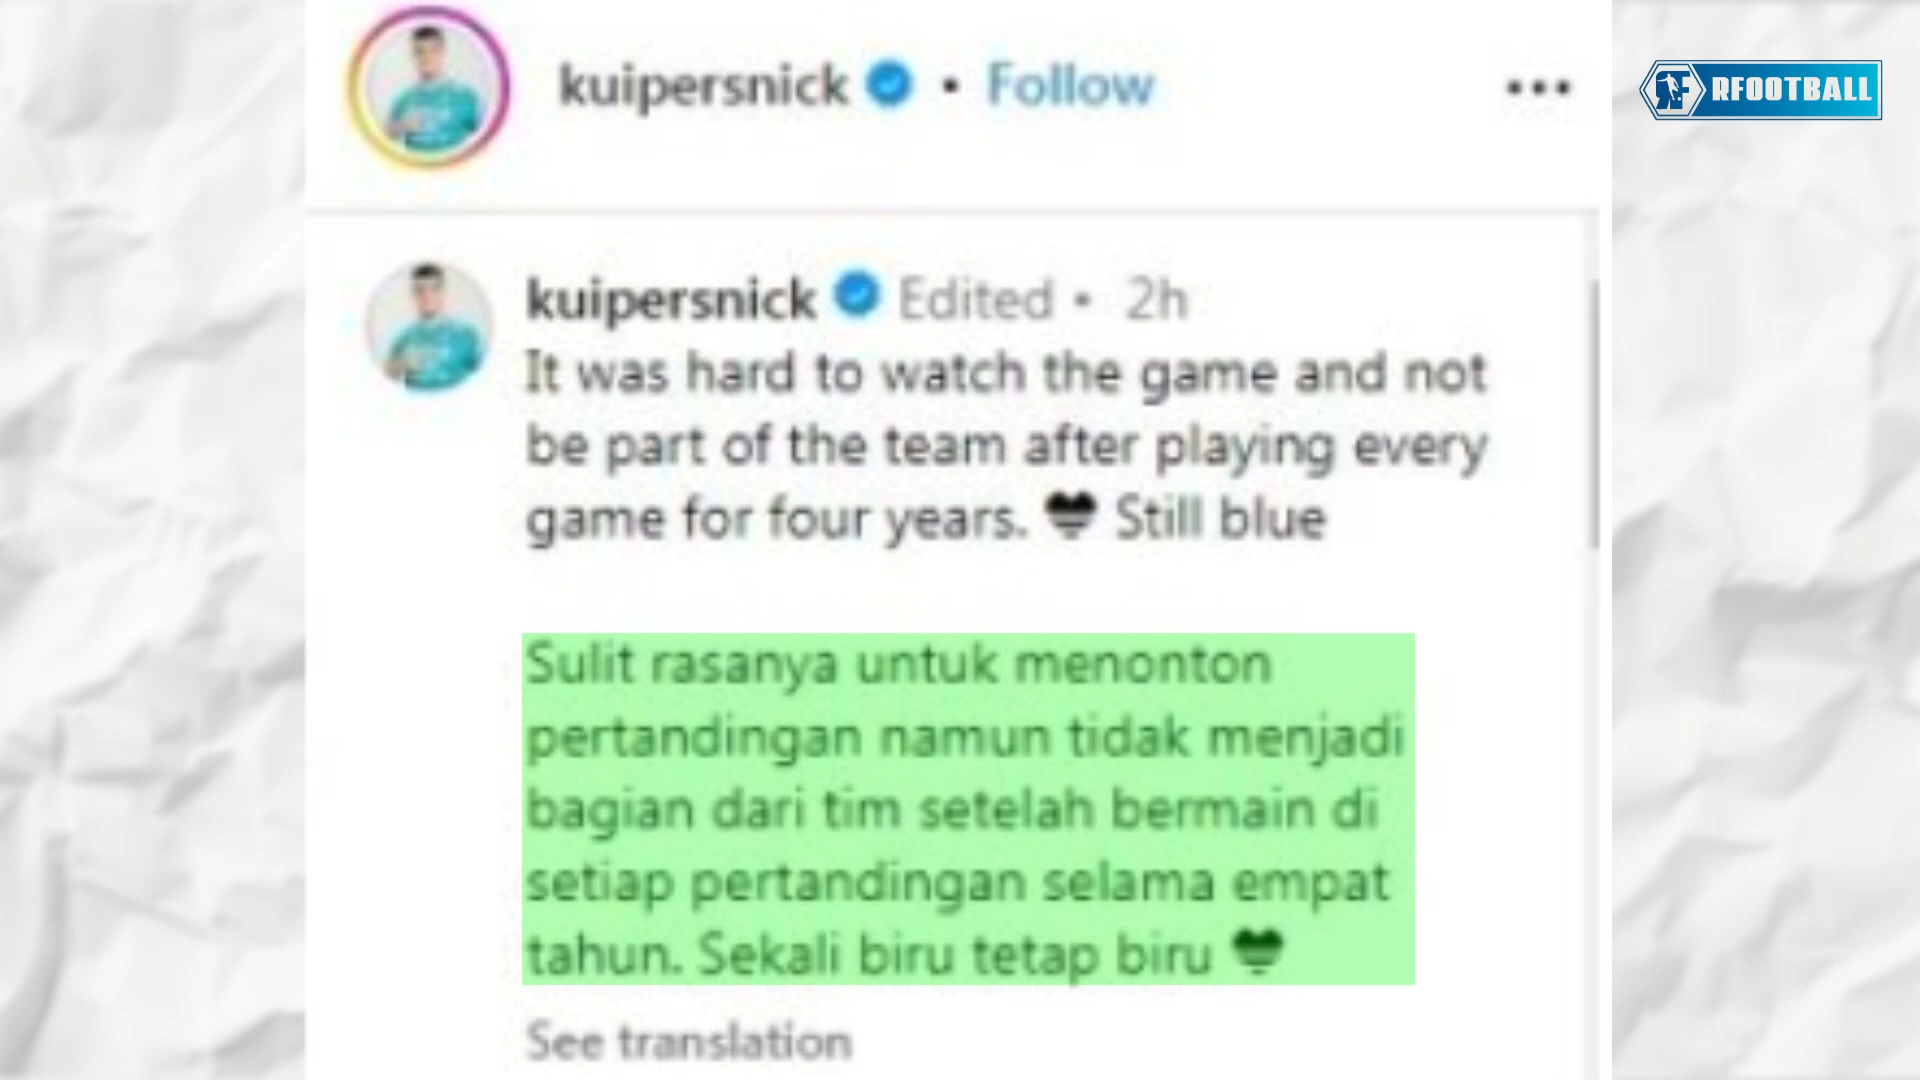 kuipersnick • Follow
RFOOTBALL
kuipersnick Edited • 2h
It was hard to watch the game and not
be part of the team after playing every
game for four years. 🖤 Still blue
Sulit rasanya untuk menonton
pertandingan namun tidak menjadi
bagian dari tim setelah bermain di
setiap pertandingan selama empat
tahun. Sekali biru tetap biru 🖤
See translation